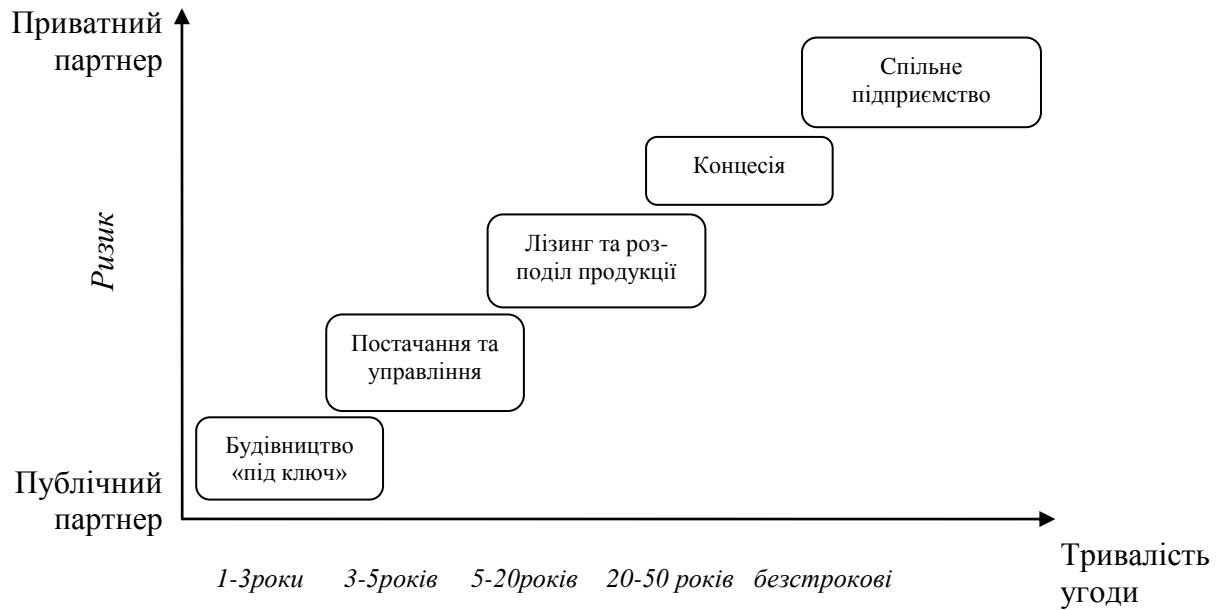 Приватний
партнер
Спільне
підприємство
Концесія
Ризик
Лізинг та роз-
поділ продукції
Постачання та
управління
Будівництво
«під ключ»
Публічний
партнер
1-3роки 3-5років 5-20років 20-50 років безстрокові
Тривалість
угоди